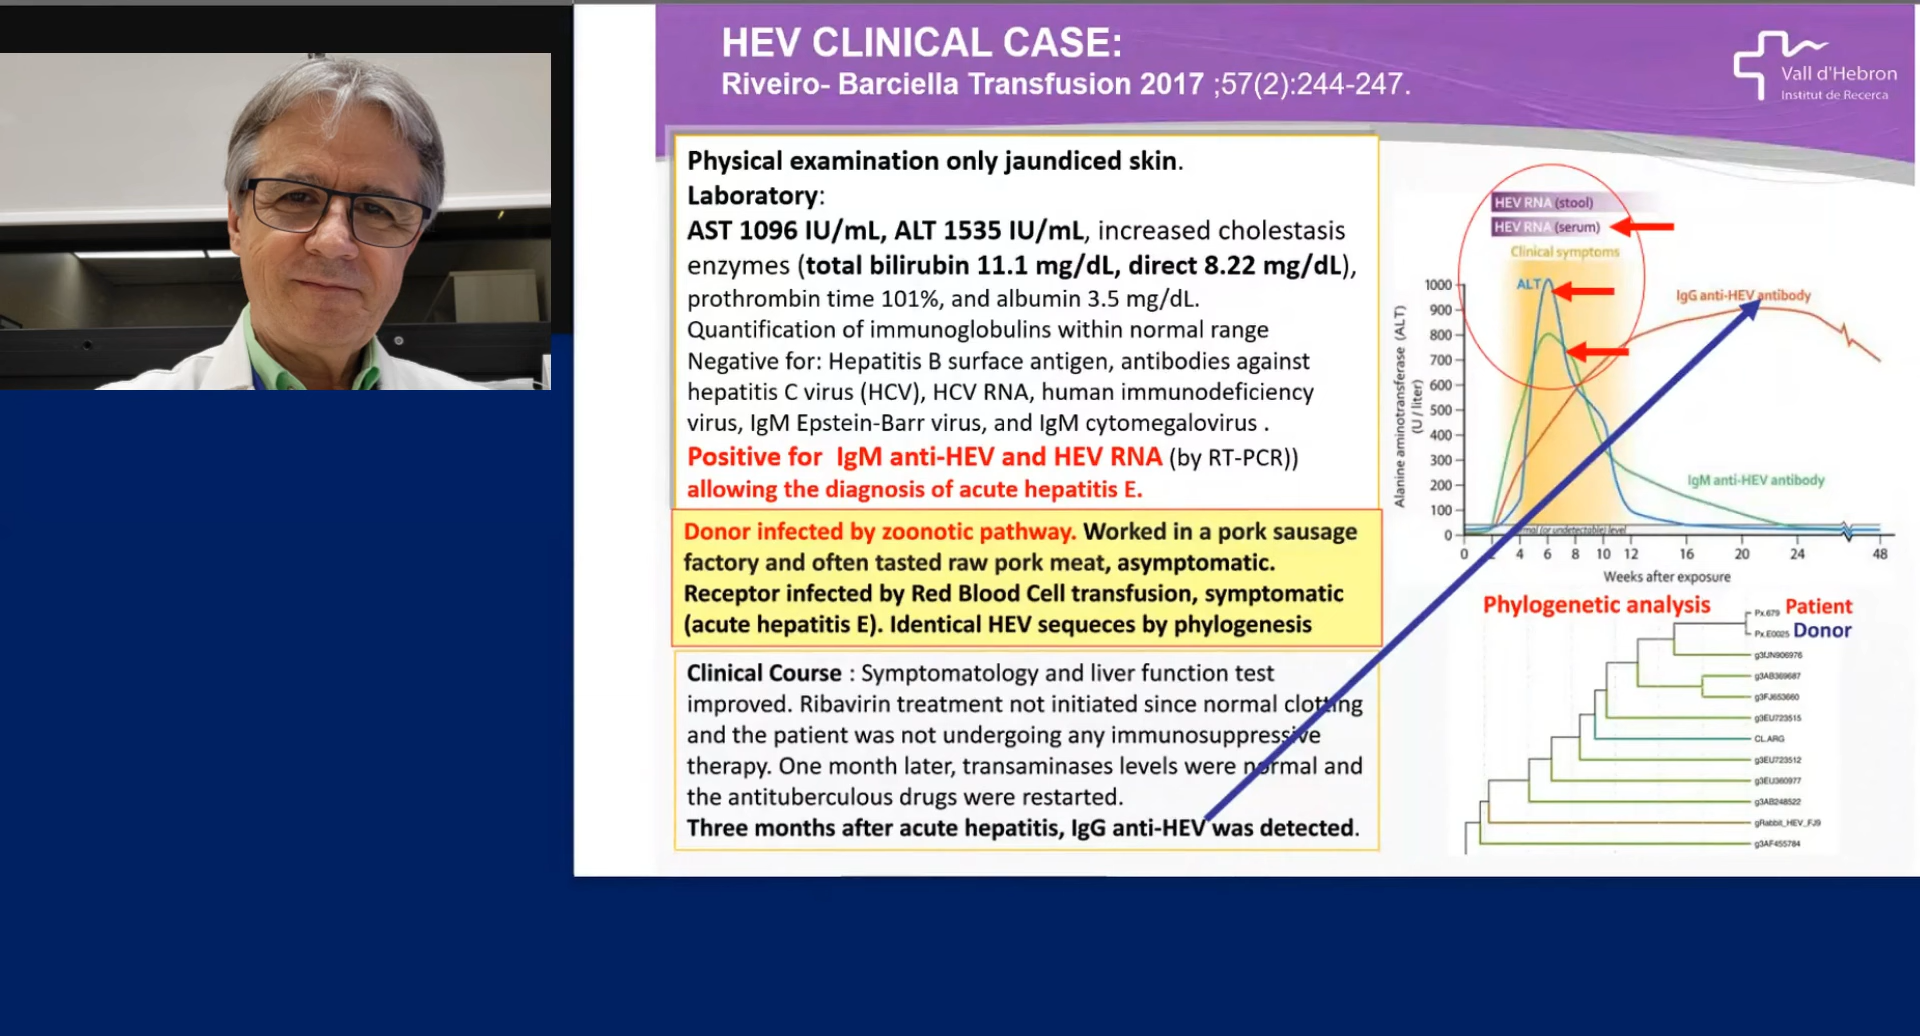 HEV CLINICAL CASE:
Riveiro- Barciella Transfusion 2017 ;57(2):244-247.
Vall d'Hebron
Institut de Recerca
Physical examination only jaundiced skin.
Laboratory:
AST 1096 IU/mL, ALT 1535 IU/mL, increased cholestasis
enzymes (total bilirubin 11.1 mg/dL, direct 8.22 mg/dL),
prothrombin time 101%, and albumin 3.5 mg/dL.
Quantification of immunoglobulins within normal range
Negative for: Hepatitis B surface antigen, antibodies against
hepatitis C virus (HCV), HCV RNA, human immunodeficiency
virus, IgM Epstein-Barr virus, and IgM cytomegalovirus .
Positive for IgM anti-HEV and HEV RNA (by RT-PCR))
allowing the diagnosis of acute hepatitis E.
Donor infected by zoonotic pathway. Worked in a pork sausage
factory and often tasted raw pork meat, asymptomatic.
Receptor infected by Red Blood Cell transfusion, symptomatic
(acute hepatitis E). Identical HEV sequeces by phylogenesis
Clinical Course : Symptomatology and liver function test
improved. Ribavirin treatment not initiated since normal clotting
and the patient was not undergoing any immunosuppressive
therapy. One month later, transaminases levels were normal and
the antituberculous drugs were restarted.
Three months after acute hepatitis, IgG anti-HEV was detected.
HEV RNA (stool)
HEV RNA (serum)
Clinical symptoms
ALT
IgG anti-HEV antibody
IgM anti-HEV antibody
Alanine aminotransferase (ALT)
(U / liter)
1000
900
800
700
600
500
400
300
200
100
0
(or undetectable) level
0 2 4 6 8 10 12 16 20 24 48
Weeks after exposure
Phylogenetic analysis
Px.679 Patient
Px.E0025 Donor
g3JN906976
g3AB369687
g3FJ653660
g3EU723515
CL.ARG
g3EU723512
g3EU360977
g3AB248522
gRabbit_HEV_FJ9
g3AF455784